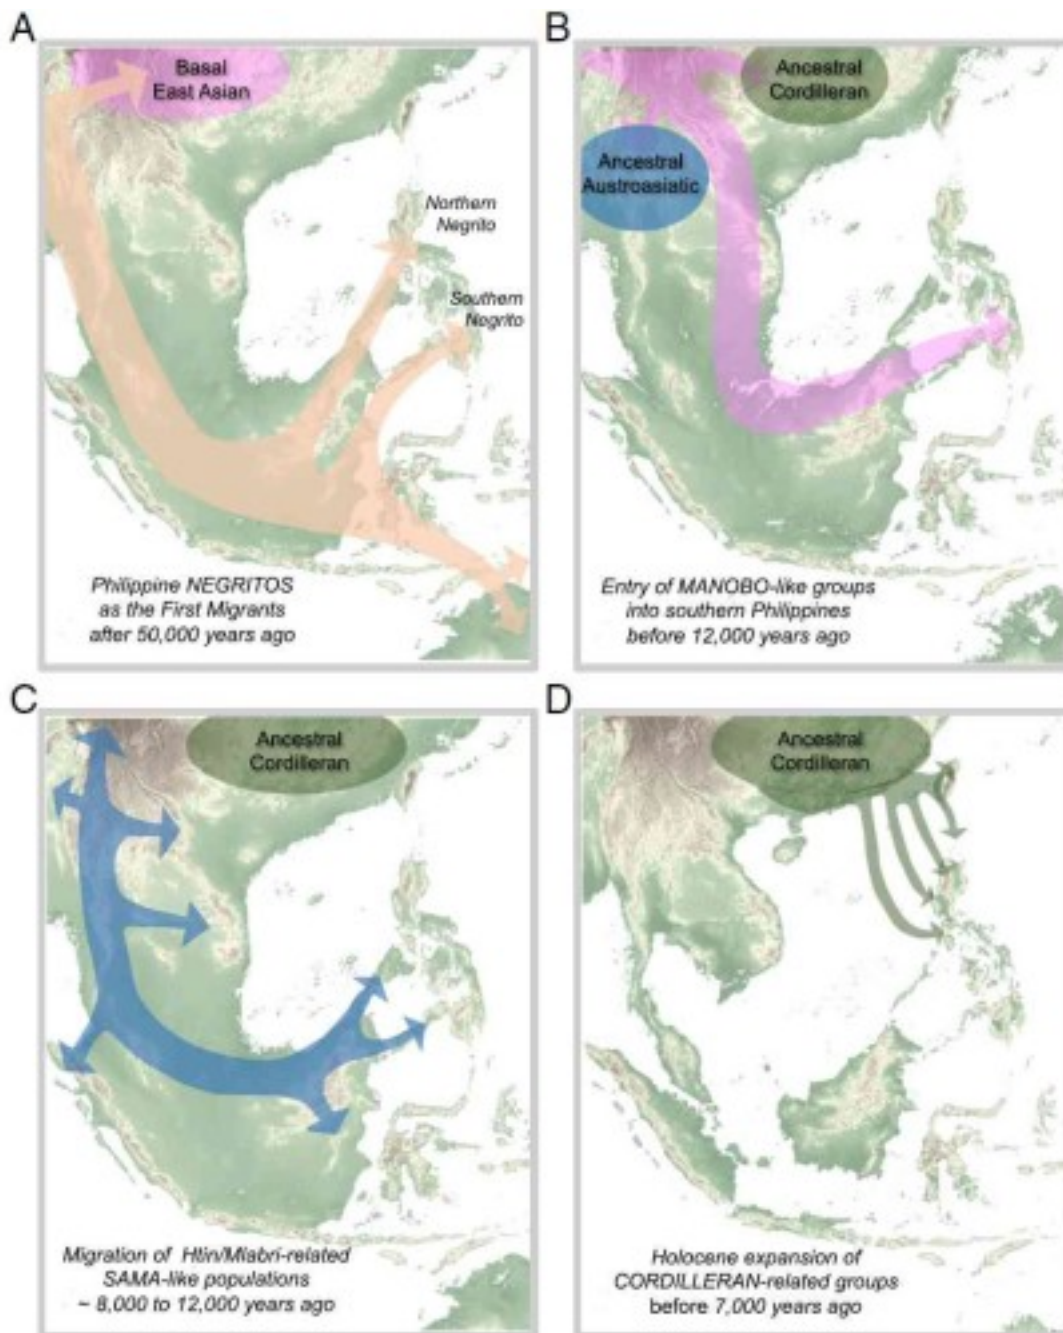 A
Basal
East Asian
Northern
Negrito
Southern
Negrito
Philippine NEGRITOS
as the First Migrants
after 50,000 years ago
B
Ancestral
Cordilleran
Ancestral
Austroasiatic
Entry of MANOBO-like groups
into southern Philippines
before 12,000 years ago
C
Ancestral
Cordilleran
Migration of Htin/Mlabri-related
SAMA-like populations
~ 8,000 to 12,000 years ago
D
Ancestral
Cordilleran
Holocene expansion of
CORDILLERAN-related groups
before 7,000 years ago